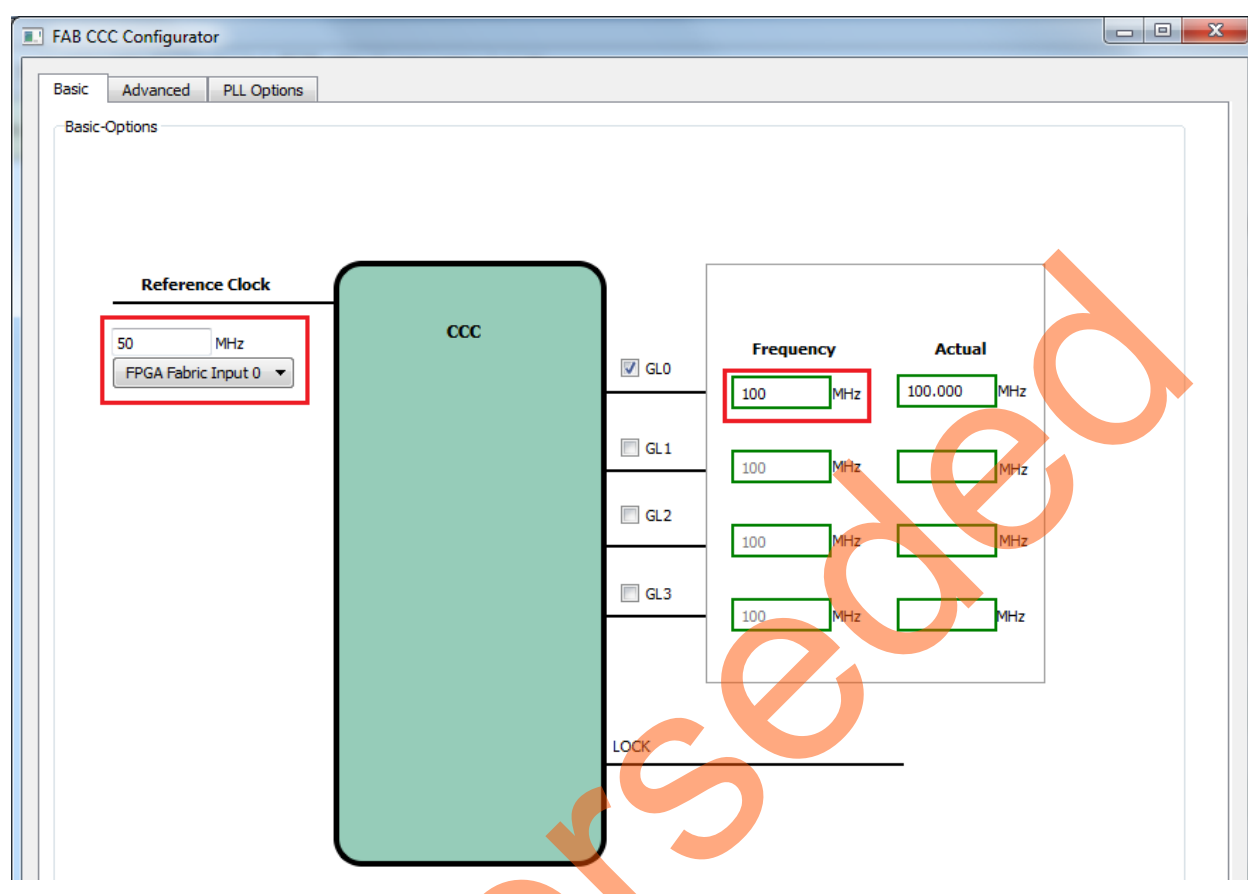 FAB CCC Configurator
Basic Advanced PLL Options
Basic-Options
Reference Clock
50 MHz
FPGA Fabric Input 0
CCC
Frequency Actual
GL0
100 MHz 100.000 MHz
GL1
100 MHz MHz
GL2
100 MHz MHz
GL3
100 MHz MHz
LOCK
erseded